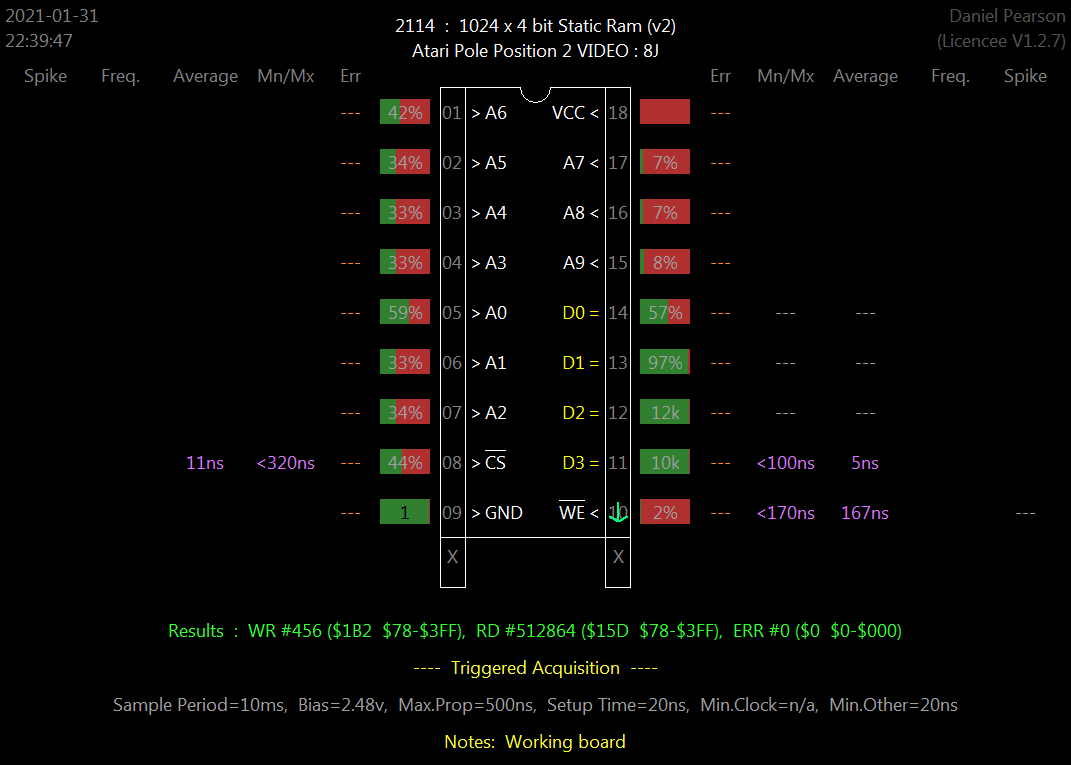 2021-01-31
22:39:47
2114 : 1024 x 4 bit Static Ram (v2)
Atari Pole Position 2 VIDEO : 8J
Daniel Pearson
(Licencee V1.2.7)
Spike Freq. Average Mn/Mx Err Err Mn/Mx Average Freq. Spike
--- 42% 01 > A6 VCC < 18 ---
--- 34% 02 > A5 A7 < 17 7% ---
--- 33% 03 > A4 A8 < 16 7% ---
--- 33% 04 > A3 A9 < 15 8% ---
--- 59% 05 > A0 D0 = 14 57% --- --- ---
--- 33% 06 > A1 D1 = 13 97% --- --- ---
--- 34% 07 > A2 D2 = 12 12k --- --- ---
11ns <320ns --- 44% 08 > CS D3 = 11 10k --- <100ns 5ns
--- 1 09 > GND WE < 10 2% --- <170ns 167ns ---
X X
Results : WR #456 ($1B2 $78-$3FF), RD #512864 ($15D $78-$3FF), ERR #0 ($0 $0-$000)
---- Triggered Acquisition ----
Sample Period=10ms, Bias=2.48v, Max.Prop=500ns, Setup Time=20ns, Min.Clock=n/a, Min.Other=20ns
Notes: Working board